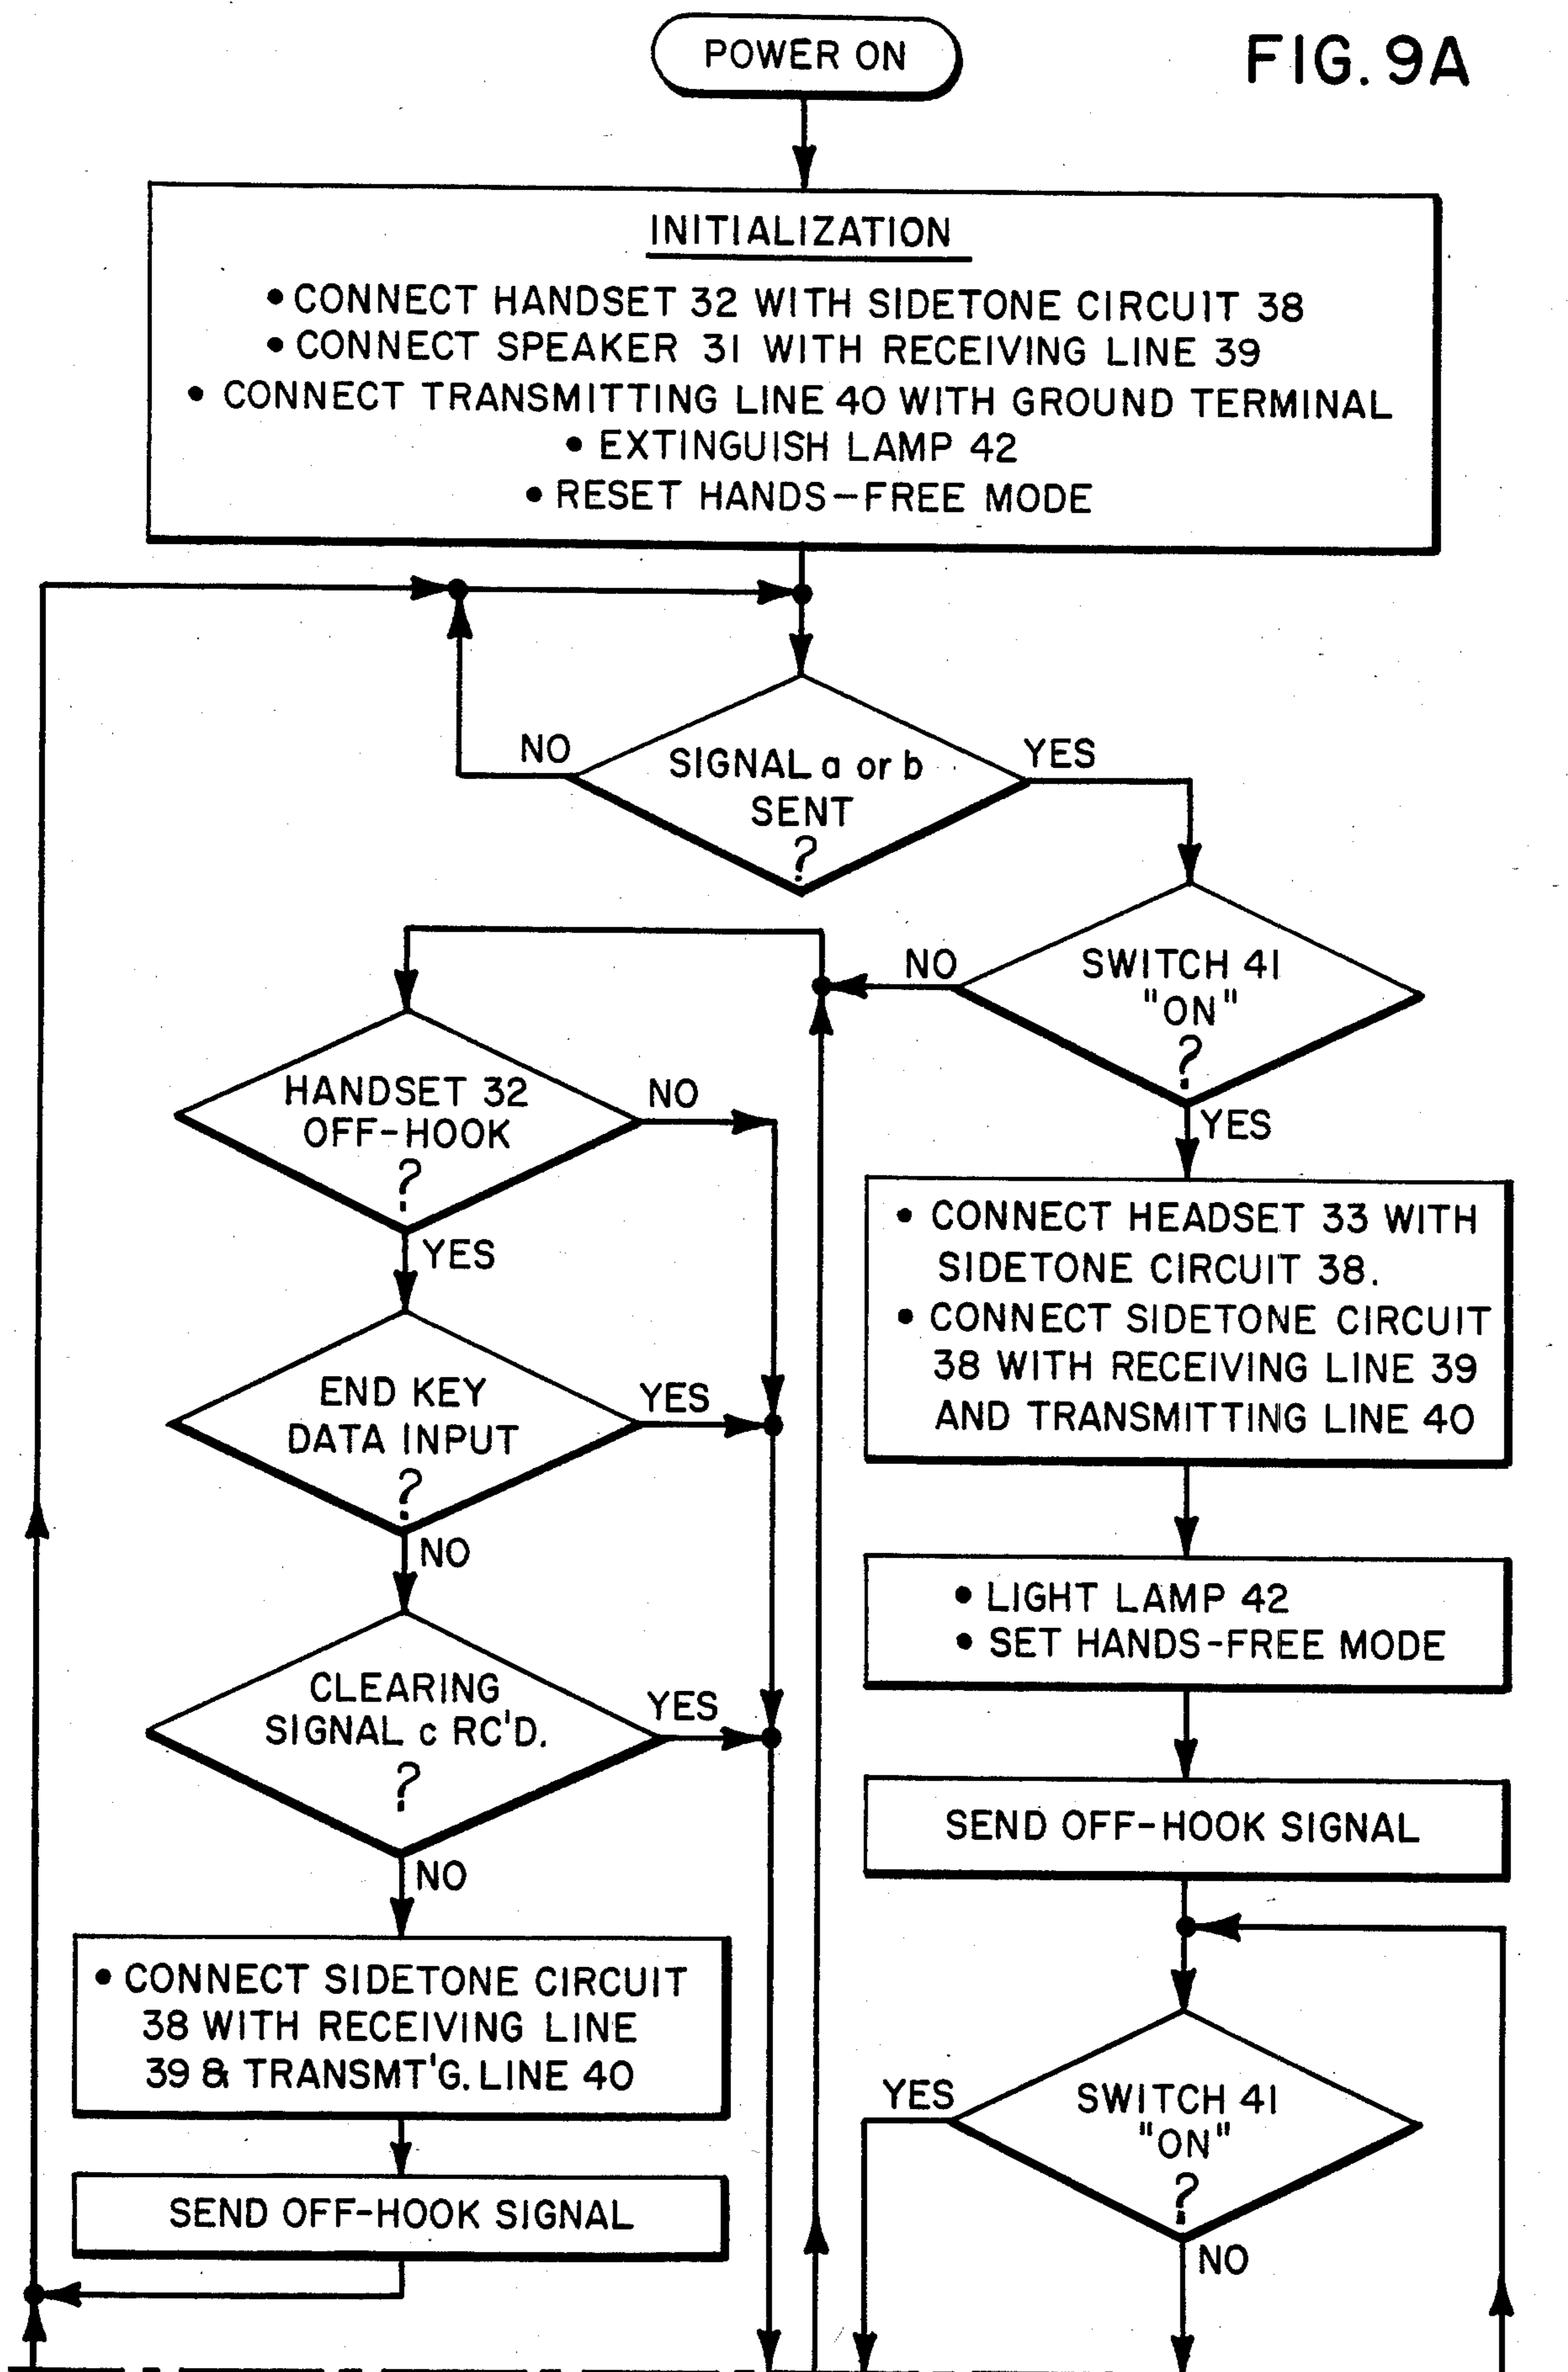 POWER ON
FIG. 9A
INITIALIZATION
• CONNECT HANDSET 32 WITH SIDETONE CIRCUIT 38
• CONNECT SPEAKER 31 WITH RECEIVING LINE 39
• CONNECT TRANSMITTING LINE 40 WITH GROUND TERMINAL
• EXTINGUISH LAMP 42
• RESET HANDS-FREE MODE
NO
SIGNAL a or b
SENT
?
YES
NO
SWITCH 41
"ON"
?
YES
HANDSET 32
OFF-HOOK
?
NO
YES
• CONNECT HEADSET 33 WITH
SIDETONE CIRCUIT 38.
• CONNECT SIDETONE CIRCUIT
38 WITH RECEIVING LINE 39
AND TRANSMITTING LINE 40
END KEY
DATA INPUT
?
YES
NO
• LIGHT LAMP 42
• SET HANDS-FREE MODE
CLEARING
SIGNAL c RC'D.
?
YES
NO
SEND OFF-HOOK SIGNAL
• CONNECT SIDETONE CIRCUIT
38 WITH RECEIVING LINE
39 & TRANSMT'G. LINE 40
SEND OFF-HOOK SIGNAL
YES
SWITCH 41
"ON"
?
NO